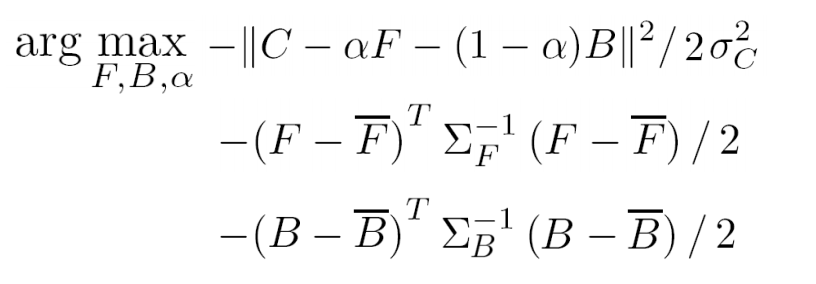 arg max_{F,B,α} −‖C − αF − (1 − α)B‖² / 2σ_C²
−(F − F̅)ᵀ Σ_F⁻¹ (F − F̅) / 2
−(B − B̅)ᵀ Σ_B⁻¹ (B − B̅) / 2